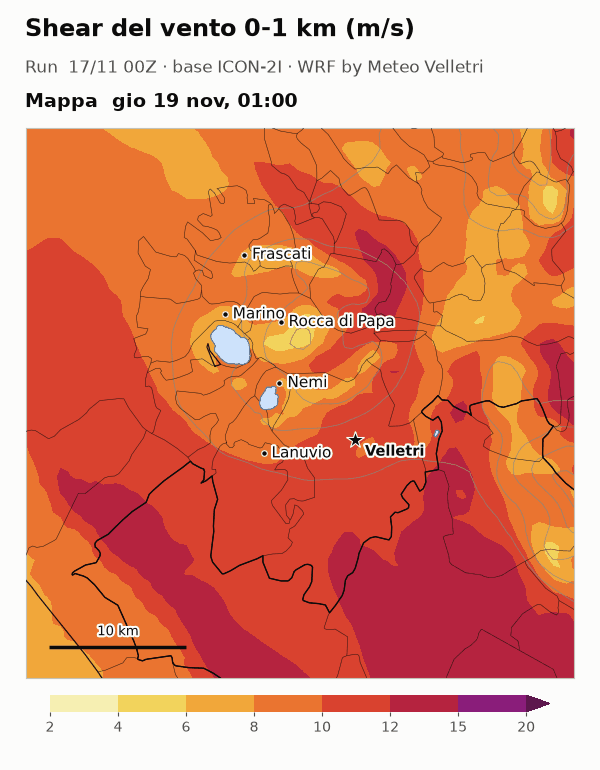 Shear del vento 0-1 km (m/s)
Run  17/11 00Z · base ICON-2I · WRF by Meteo Velletri
Mappa  gio 19 nov, 01:00
Frascati
Marino
Rocca di Papa
Nemi
Velletri
Lanuvio
10 km
2 4 6 8 10 12 15 20